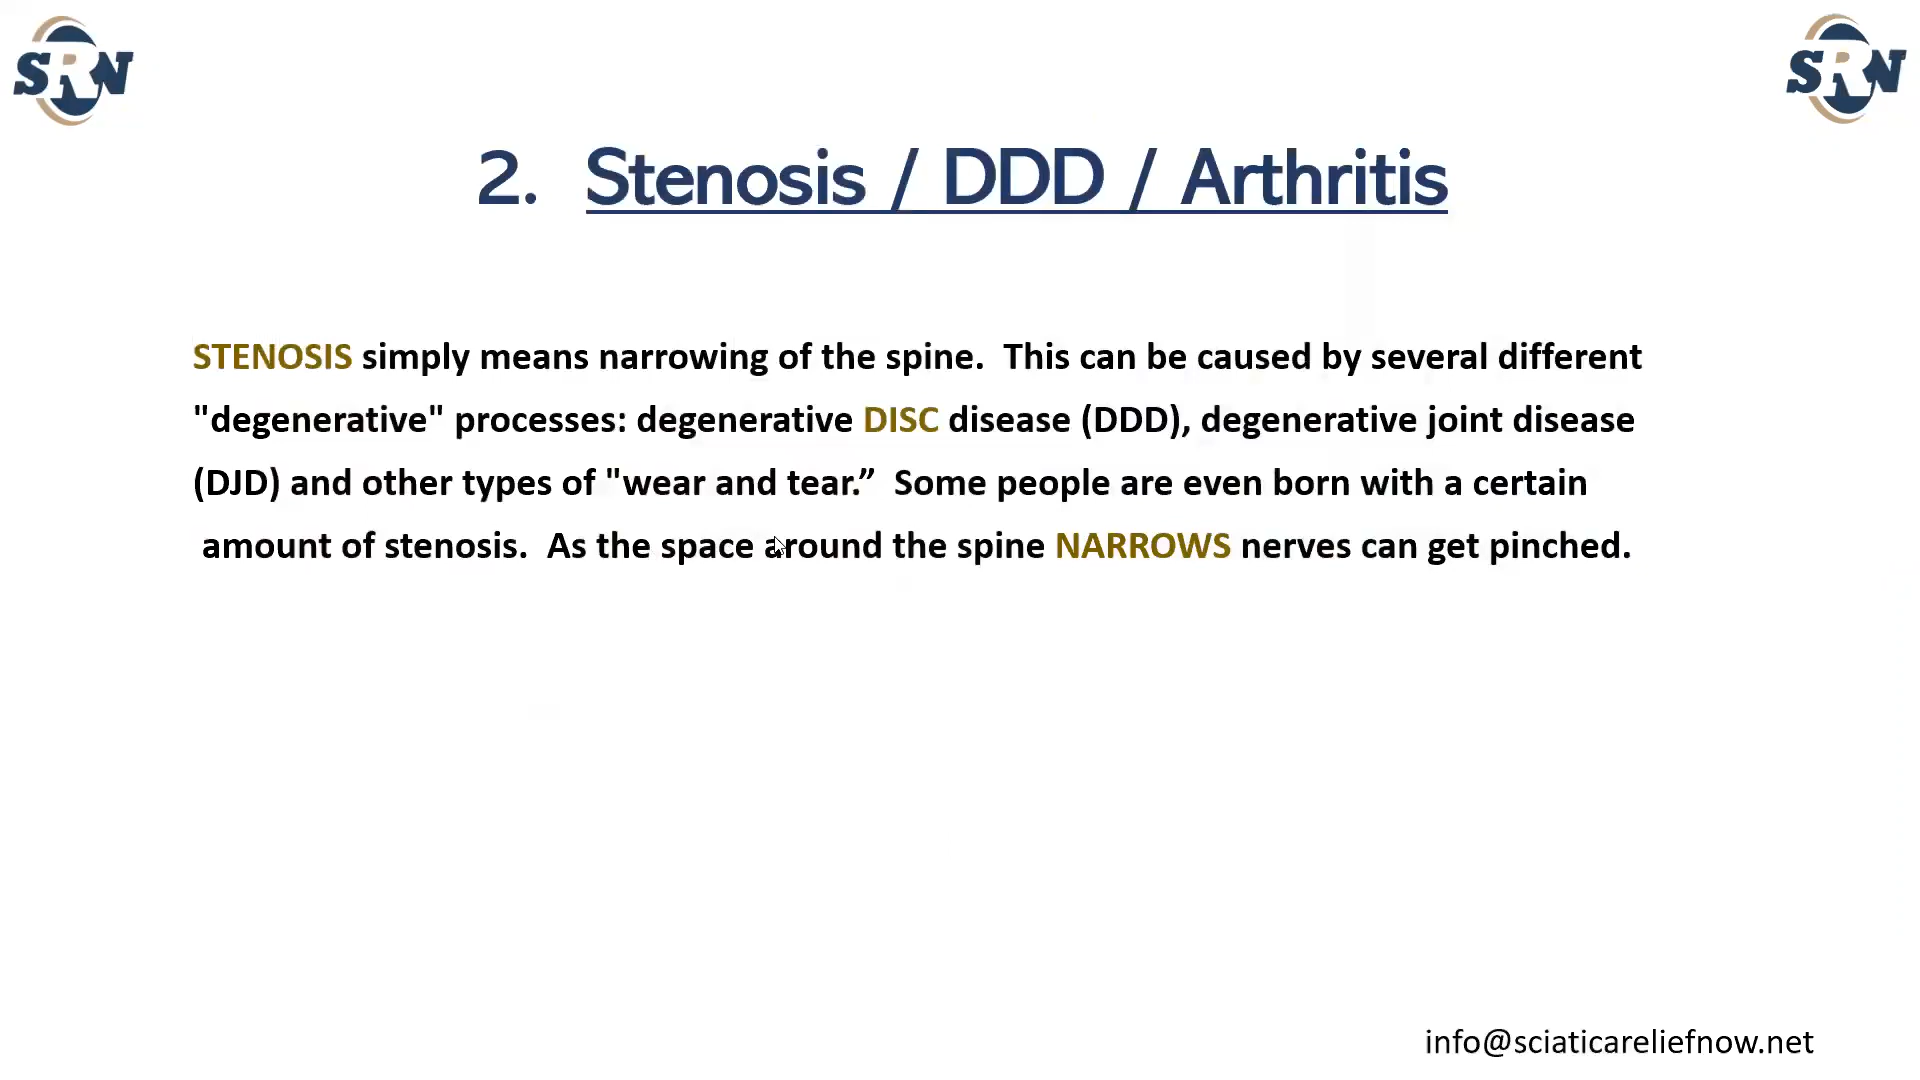 SRN SRN
2. Stenosis / DDD / Arthritis
STENOSIS simply means narrowing of the spine. This can be caused by several different
"degenerative" processes: degenerative DISC disease (DDD), degenerative joint disease
(DJD) and other types of "wear and tear.” Some people are even born with a certain
amount of stenosis. As the space around the spine NARROWS nerves can get pinched.
info@sciaticareliefnow.net